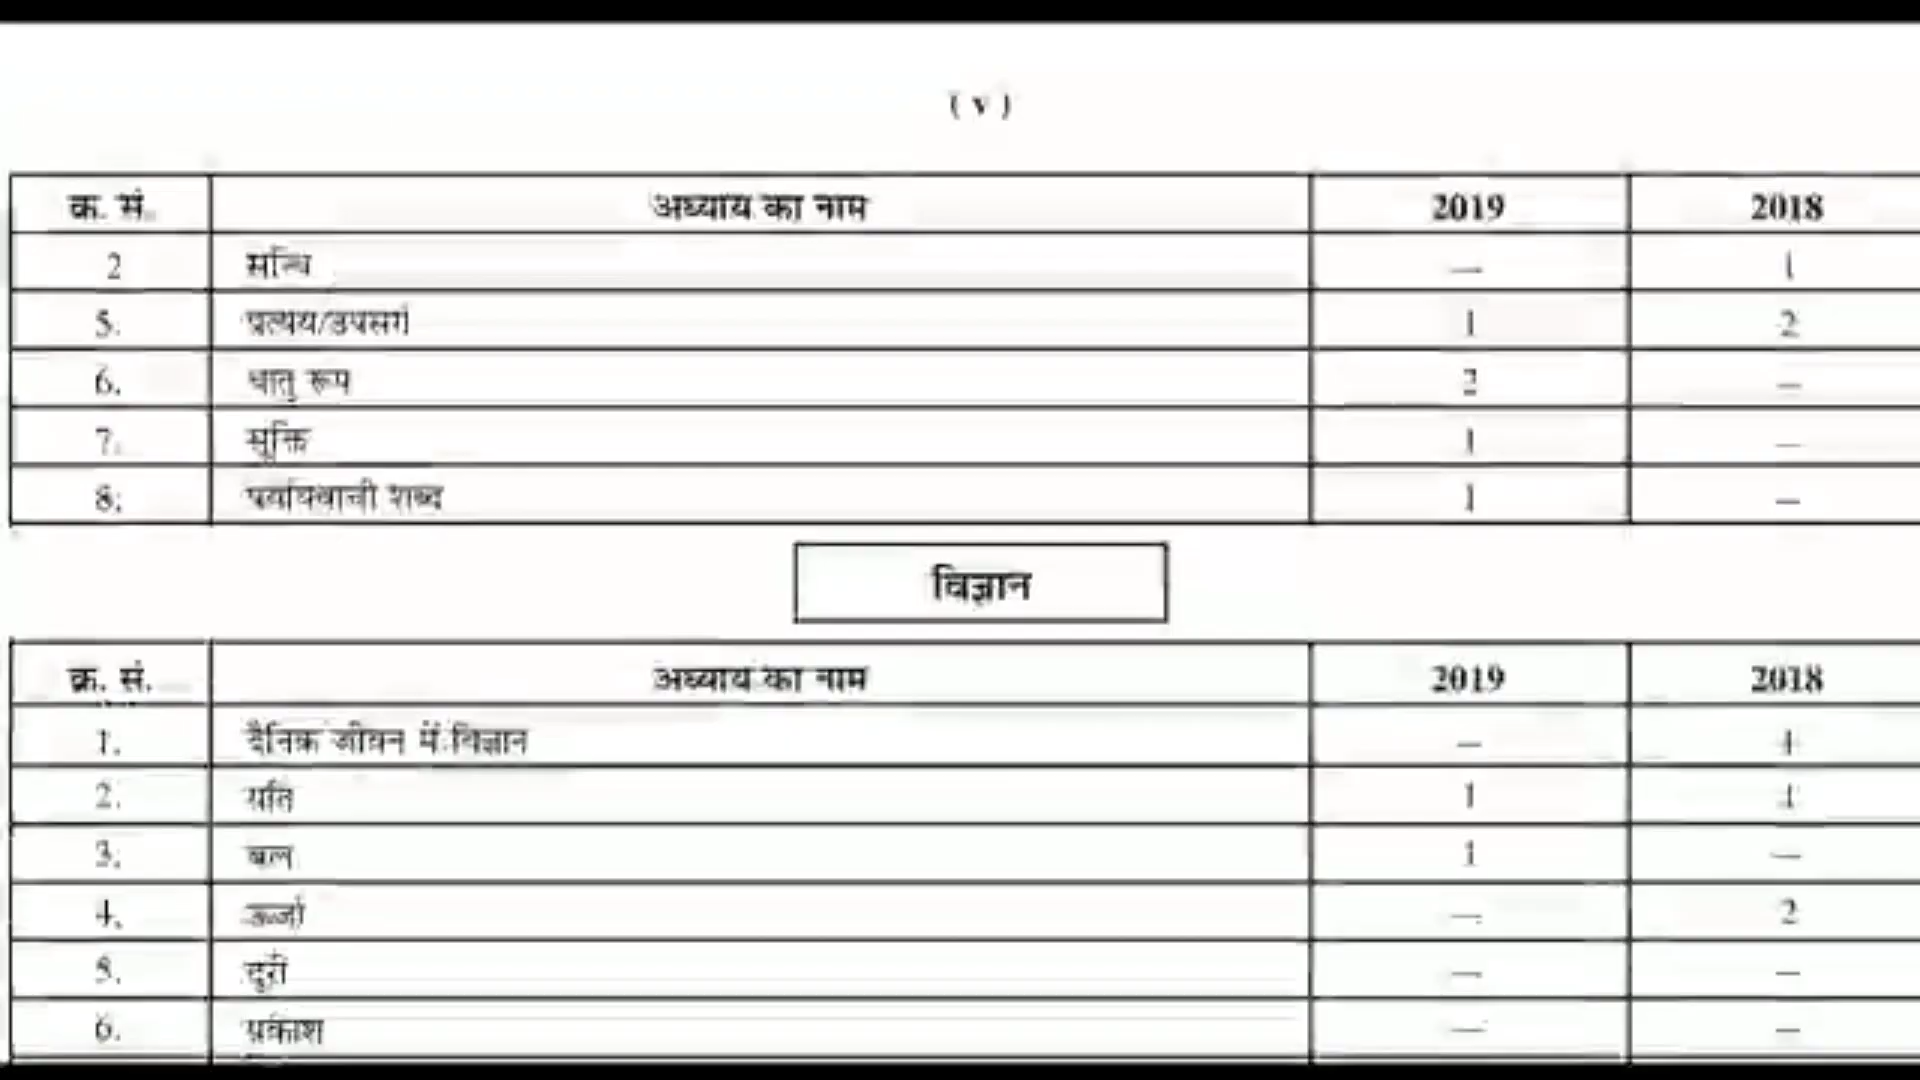 ( v )
क्र. सं. अध्याय का नाम 2019 2018
2 सन्धि — 1
5. प्रत्यय/उपसर्ग 1 2
6. धातु रूप 2 –
7. सूक्ति 1 –
8. पर्यायवाची शब्द 1 –
विज्ञान
क्र. सं. अध्याय का नाम 2019 2018
1. दैनिक जीवन में विज्ञान –
2. गति 1 1
3. बल 1 —
4. ऊर्जा — 2
5. दूरी — –
6. प्रकाश — –